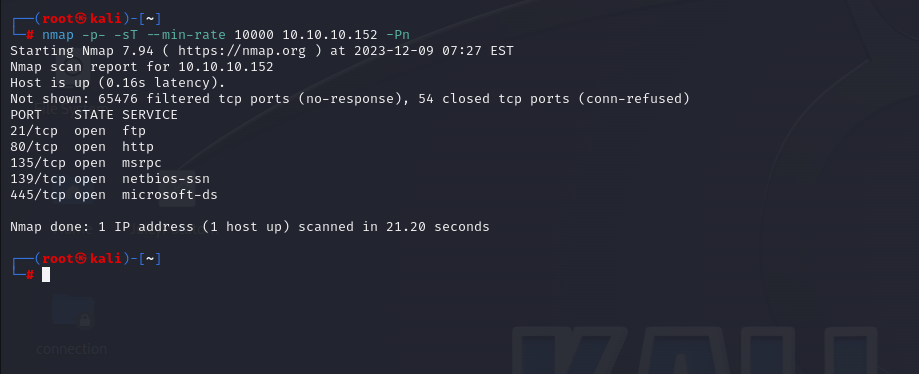 ┌──(root㉿kali)-[~]
└─# nmap -p- -sT --min-rate 10000 10.10.10.152 -Pn
Starting Nmap 7.94 ( https://nmap.org ) at 2023-12-09 07:27 EST
Nmap scan report for 10.10.10.152
Host is up (0.16s latency).
Not shown: 65476 filtered tcp ports (no-response), 54 closed tcp ports (conn-refused)
PORT    STATE SERVICE
21/tcp  open  ftp
80/tcp  open  http
135/tcp open  msrpc
139/tcp open  netbios-ssn
445/tcp open  microsoft-ds
Nmap done: 1 IP address (1 host up) scanned in 21.20 seconds
┌──(root㉿kali)-[~]
└─#
connection
KALI